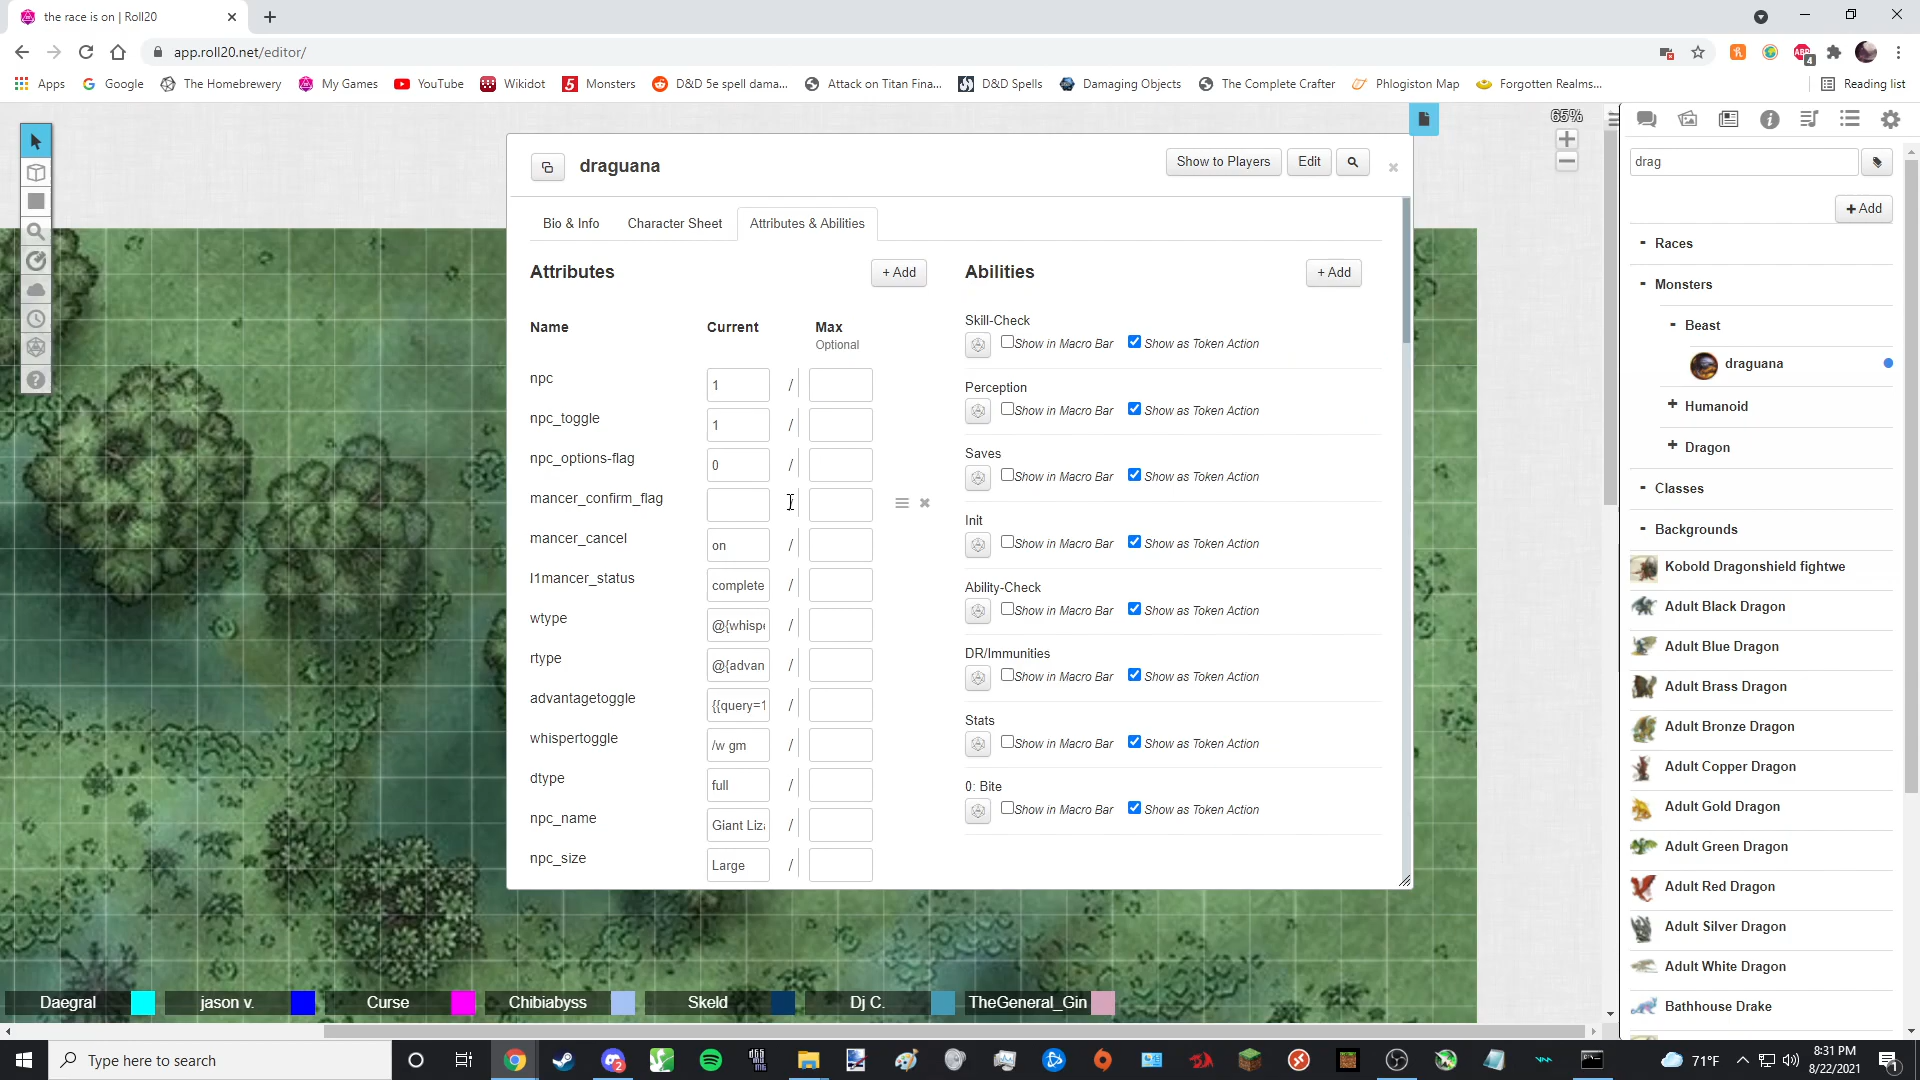 the race is on | Roll20
app.roll20.net/editor/
4
Apps Google The Homebrewery My Games YouTube Wikidot 5 Monsters D&D 5e spell dama... Attack on Titan Fina... D&D Spells Damaging Objects The Complete Crafter Phlogiston Map Forgotten Realms... Reading list
65%
draguana
Show to Players
Edit
Bio & Info
Character Sheet
Attributes & Abilities
Attributes
+ Add
Name
Current
Max
Optional
npc
1 /
npc_toggle
1 /
npc_options-flag
0 /
mancer_confirm_flag
/
mancer_cancel
on /
l1mancer_status
complete /
wtype
@{whispe /
rtype
@{advan /
advantagetoggle
{{query=1 /
whispertoggle
/w gm /
dtype
full /
npc_name
Giant Liza /
npc_size
Large /
Abilities
+ Add
Skill-Check
Show in Macro Bar Show as Token Action
Perception
Show in Macro Bar Show as Token Action
Saves
Show in Macro Bar Show as Token Action
Init
Show in Macro Bar Show as Token Action
Ability-Check
Show in Macro Bar Show as Token Action
DR/Immunities
Show in Macro Bar Show as Token Action
Stats
Show in Macro Bar Show as Token Action
0: Bite
Show in Macro Bar Show as Token Action
drag
+ Add
- Races
- Monsters
- Beast
draguana
+ Humanoid
+ Dragon
- Classes
- Backgrounds
Kobold Dragonshield fightwe
Adult Black Dragon
Adult Blue Dragon
Adult Brass Dragon
Adult Bronze Dragon
Adult Copper Dragon
Adult Gold Dragon
Adult Green Dragon
Adult Red Dragon
Adult Silver Dragon
Adult White Dragon
Bathhouse Drake
Daegral
jason v.
Curse
Chibiabyss
Skeld
Dj C.
TheGeneral_Gin
Type here to search
2
71°F
8:31 PM
8/22/2021
1